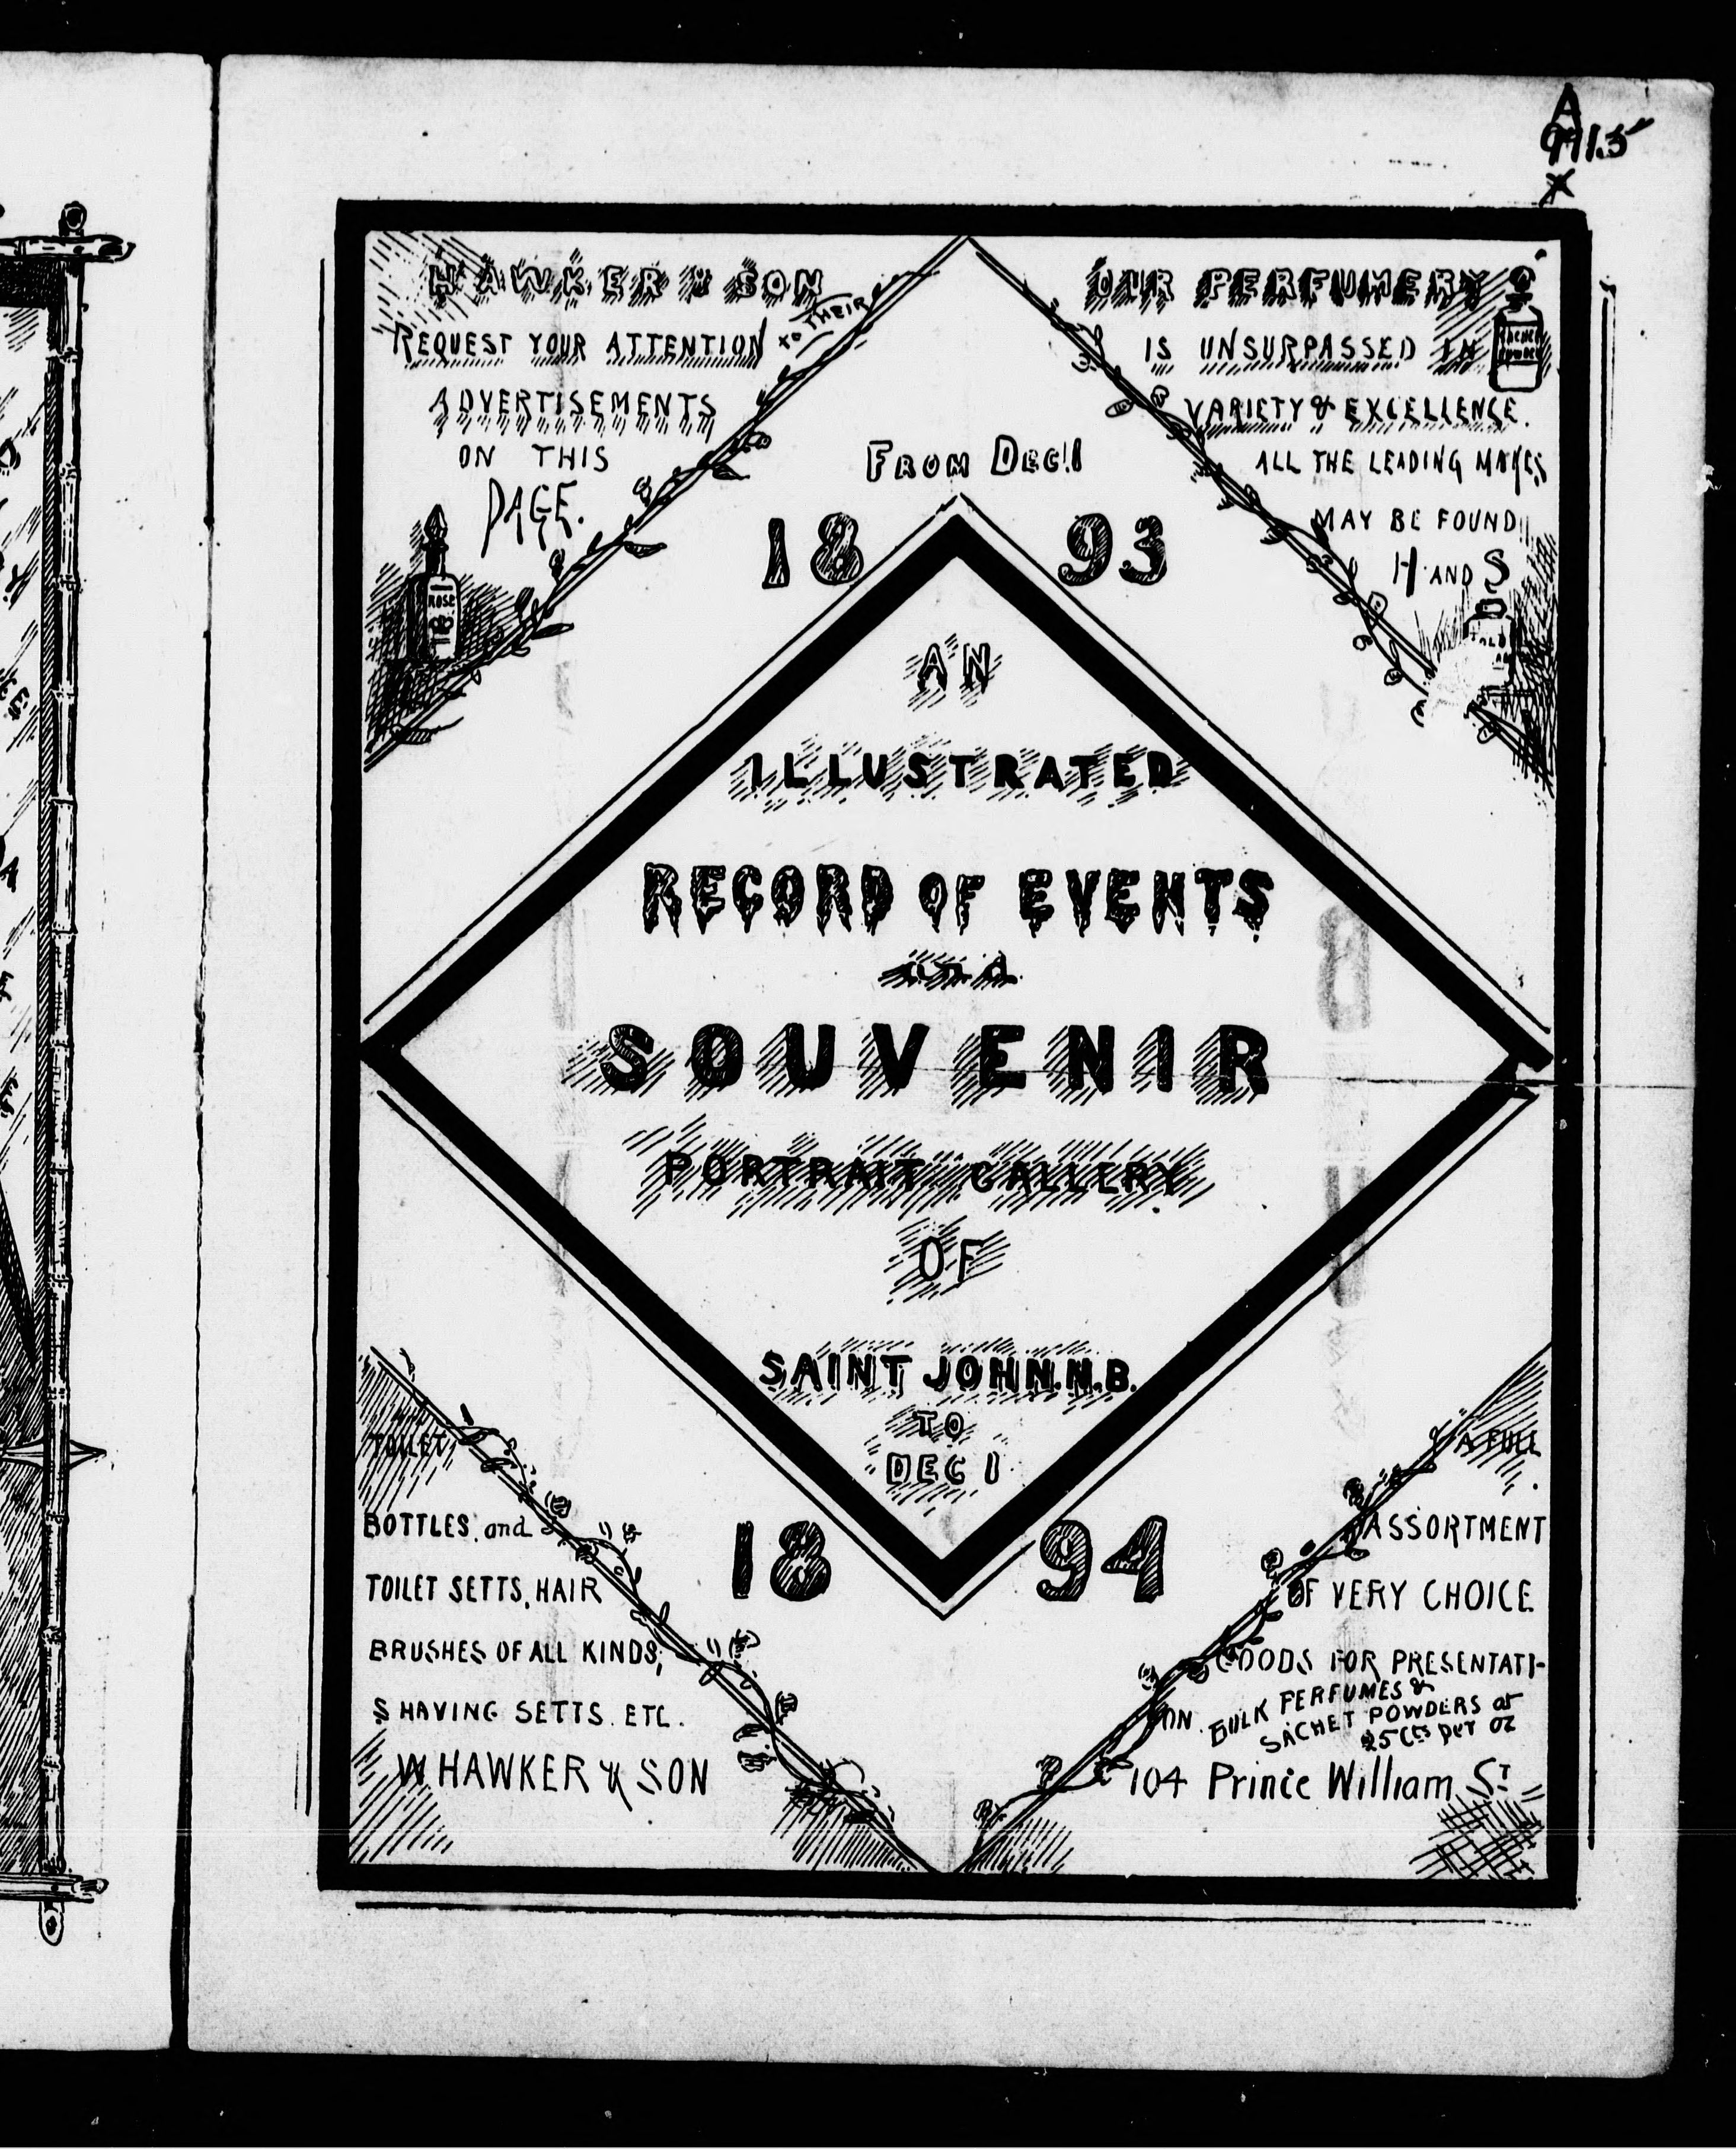 A
HAWKER & SON
REQUEST YOUR ATTENTION TO THEIR
ADVERTISEMENTS
ON THIS
PAGE.
ROSE
OUR PERFUMERY
IS UNSURPASSED IN
VARIETY & EXCELLENCE.
ALL THE LEADING MAKES
MAY BE FOUND
H AND S
FROM DEC 1
18 93
AN
ILLUSTRATED
RECORD OF EVENTS
SOUVENIR
PORTRAIT GALLERY
OF
SAINT JOHN.N.B.
TO
DEC 1
18 94
TOILET
BOTTLES, and
TOILET SETTS, HAIR
BRUSHES OF ALL KINDS,
SHAVING SETTS. ETC.
W HAWKER & SON
A FULL
ASSORTMENT
OF VERY CHOICE
GOODS FOR PRESENTATI-
ON. BULK PERFUMES &
SACHET POWDERS at
25 Cts per oz
104 Prince William St